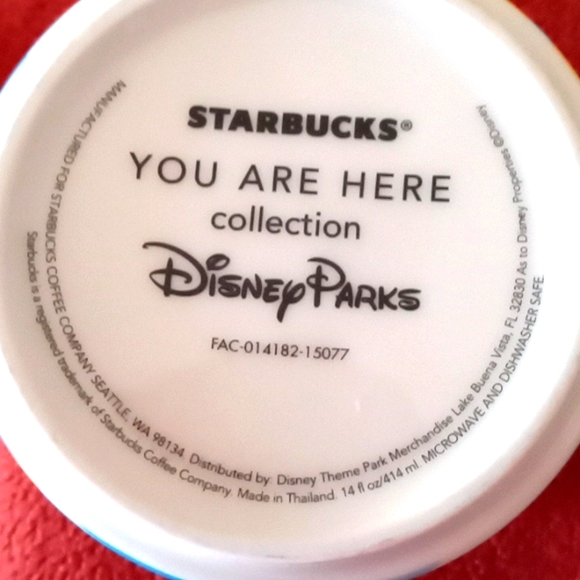 STARBUCKS®
YOU ARE HERE
collection
Disney Parks
FAC-014182-15077
MANUFACTURED FOR STARBUCKS COFFEE COMPANY SEATTLE, WA 98134. Distributed by: Disney Theme Park Merchandise Lake Buena Vista, FL 32830 As to Disney Properties ©Disney
Starbucks is a registered trademark of Starbucks Coffee Company. Made in Thailand. 14 fl oz/414 ml. MICROWAVE AND DISHWASHER SAFE